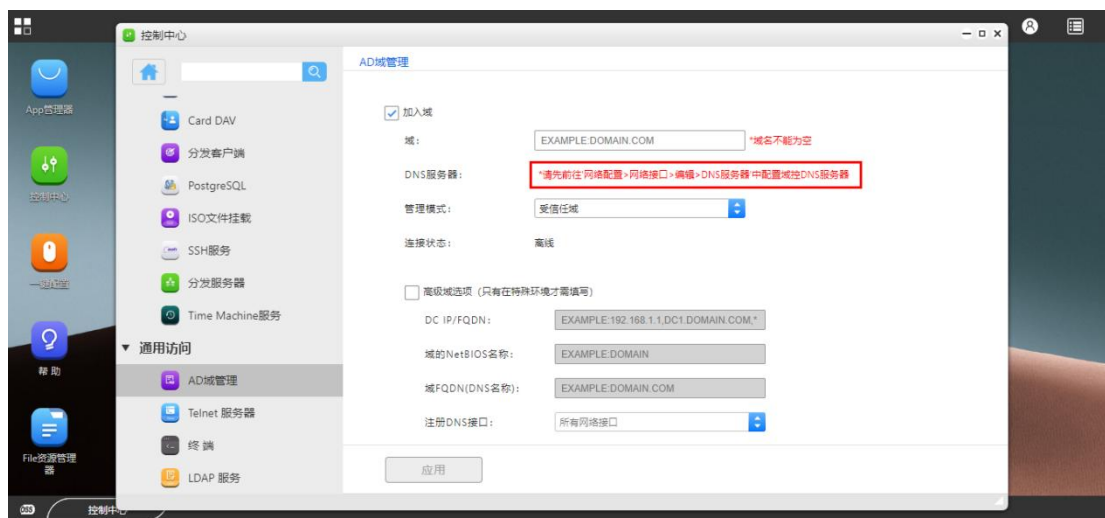 控制中心
App管理器
控制中心
一键配置
帮助
File资源管理
器
Card DAV
分发客户端
PostgreSQL
ISO文件挂载
SSH服务
分发服务器
Time Machine服务
通用访问
AD域管理
Telnet 服务器
终端
LDAP 服务
AD域管理
加入域
域: EXAMPLE:DOMAIN.COM *域名不能为空
DNS服务器: *请先前往'网络配置>网络接口>编辑>DNS服务器'中配置域控DNS服务器
管理模式: 受信任域
连接状态: 离线
高级域选项 (只有在特殊环境才需填写)
DC IP/FQDN: EXAMPLE:192.168.1.1,DC1.DOMAIN.COM,*
域的NetBIOS名称: EXAMPLE:DOMAIN
域FQDN(DNS名称): EXAMPLE:DOMAIN.COM
注册DNS接口: 所有网络接口
应用
控制中心